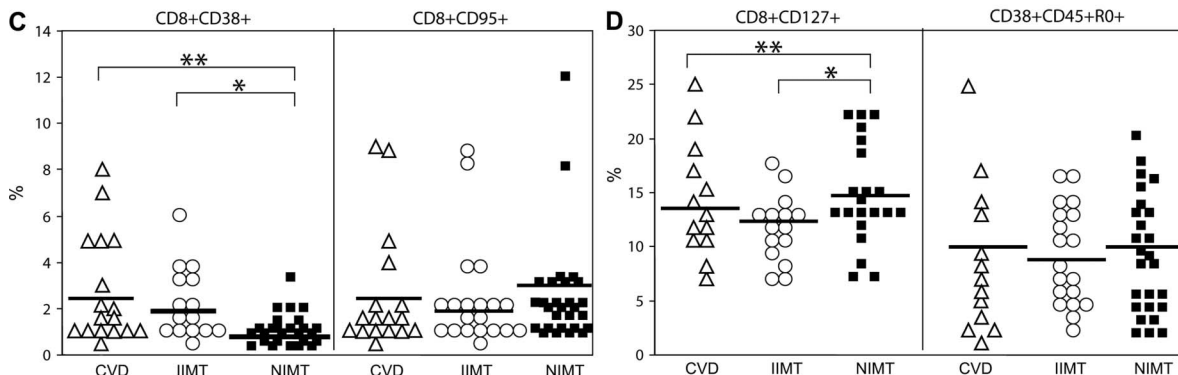 C
CD8+CD38+
CD8+CD95+
%
14
12
10
8
6
4
2
0
**
*
CVD IIMT NIMT
CVD IIMT NIMT
D
CD8+CD127+
CD38+CD45+R0+
%
30
25
20
15
10
5
0
**
*
CVD IIMT NIMT
CVD IIMT NIMT